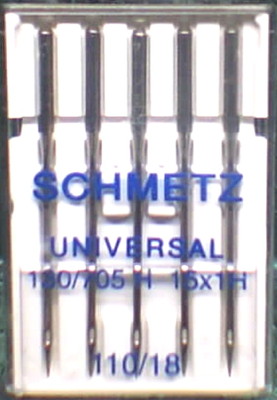 SCHMETZ
UNIVERSAL
130/705 H 15x1H
110/18